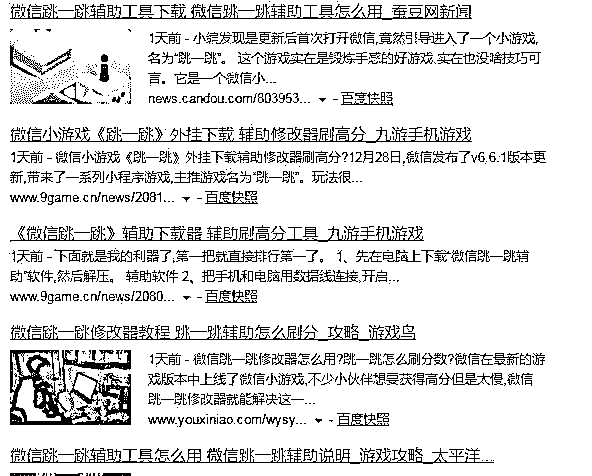 微信跳一跳辅助工具下载 微信跳一跳辅助工具怎么用_蚕豆网新闻
1天前 - 小编发现是更新后首次打开微信,竟然引导进入了一个小游戏,
名为“跳一跳”。 这个游戏实在是锻炼手感的好游戏,实在也没啥技巧可
言。它是一个微信小...
news.candou.com/803953... - 百度快照
微信小游戏《跳一跳》外挂下载 辅助修改器刷高分_九游手机游戏
1天前 - 微信小游戏《跳一跳》外挂下载辅助修改器刷高分?12月28日,微信发布了v6.6.1版本更
新,带来了一系列小程序游戏,主推游戏名为“跳一跳”。玩法很...
www.9game.cn/news/2081... - 百度快照
《微信跳一跳》辅助下载器 辅助刷高分工具_九游手机游戏
1天前 - 下面就是我的利器了,第一把就直接排行第一了。 1、先在电脑上下载“微信跳一跳辅
助”软件,然后解压。 辅助软件 2、把手机和电脑用数据线连接,开启...
www.9game.cn/news/2080... - 百度快照
微信跳一跳修改器教程 跳一跳辅助怎么刷分_攻略_游戏鸟
1天前 - 微信跳一跳修改器怎么用?跳一跳怎么刷分数?微信在最新的游
戏版本中上线了微信小游戏,不少小伙伴想要获得高分但是太慢,微信
跳一跳修改器就能解决这一...
www.youxiniao.com/wysy... - 百度快照
微信跳一跳辅助工具怎么用 微信跳一跳辅助说明_游戏攻略_太平洋...